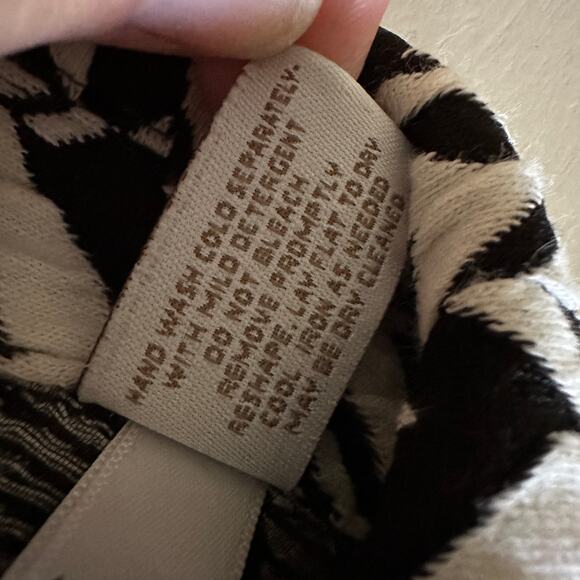 HAND WASH COLD SEPARATELY.
WITH MILD DETERGENT
DO NOT BLEACH
REMOVE PROMPTLY
RESHAPE. LAY FLAT TO DRY
COOL IRON AS NEEDED
MAY BE DRY CLEANED